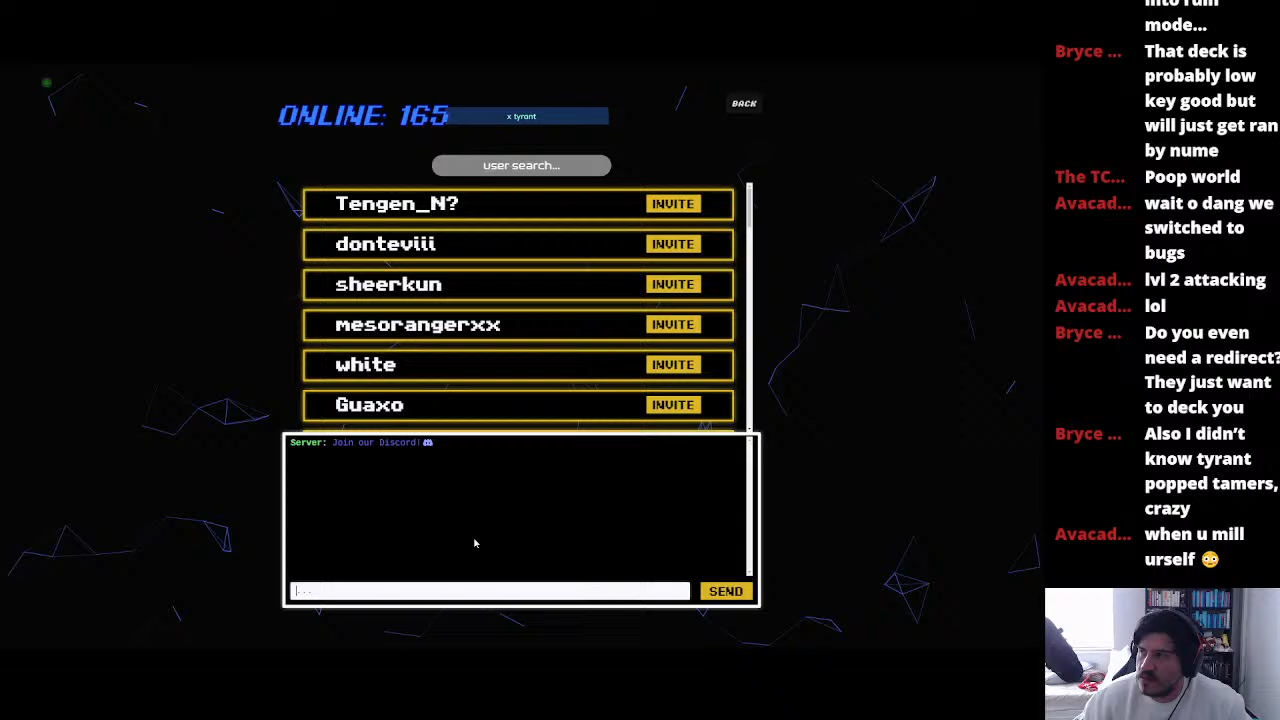 ONLINE: 165
x tyrant
BACK
user search...
Tengen_N?
INVITE
donteviii
INVITE
sheerkun
INVITE
mesorangerxx
INVITE
white
INVITE
Guaxo
INVITE
Server: Join our Discord!
...
SEND
into ruin
mode...
Bryce ... That deck is
probably low
key good but
will just get ran
by nume
The TC... Poop world
Avacad... wait o dang we
switched to
bugs
Avacad... lvl 2 attacking
Avacad... lol
Bryce ... Do you even
need a redirect?
They just want
to deck you
Bryce ... Also I didn’t
know tyrant
popped tamers,
crazy
Avacad... when u mill
urself 😳